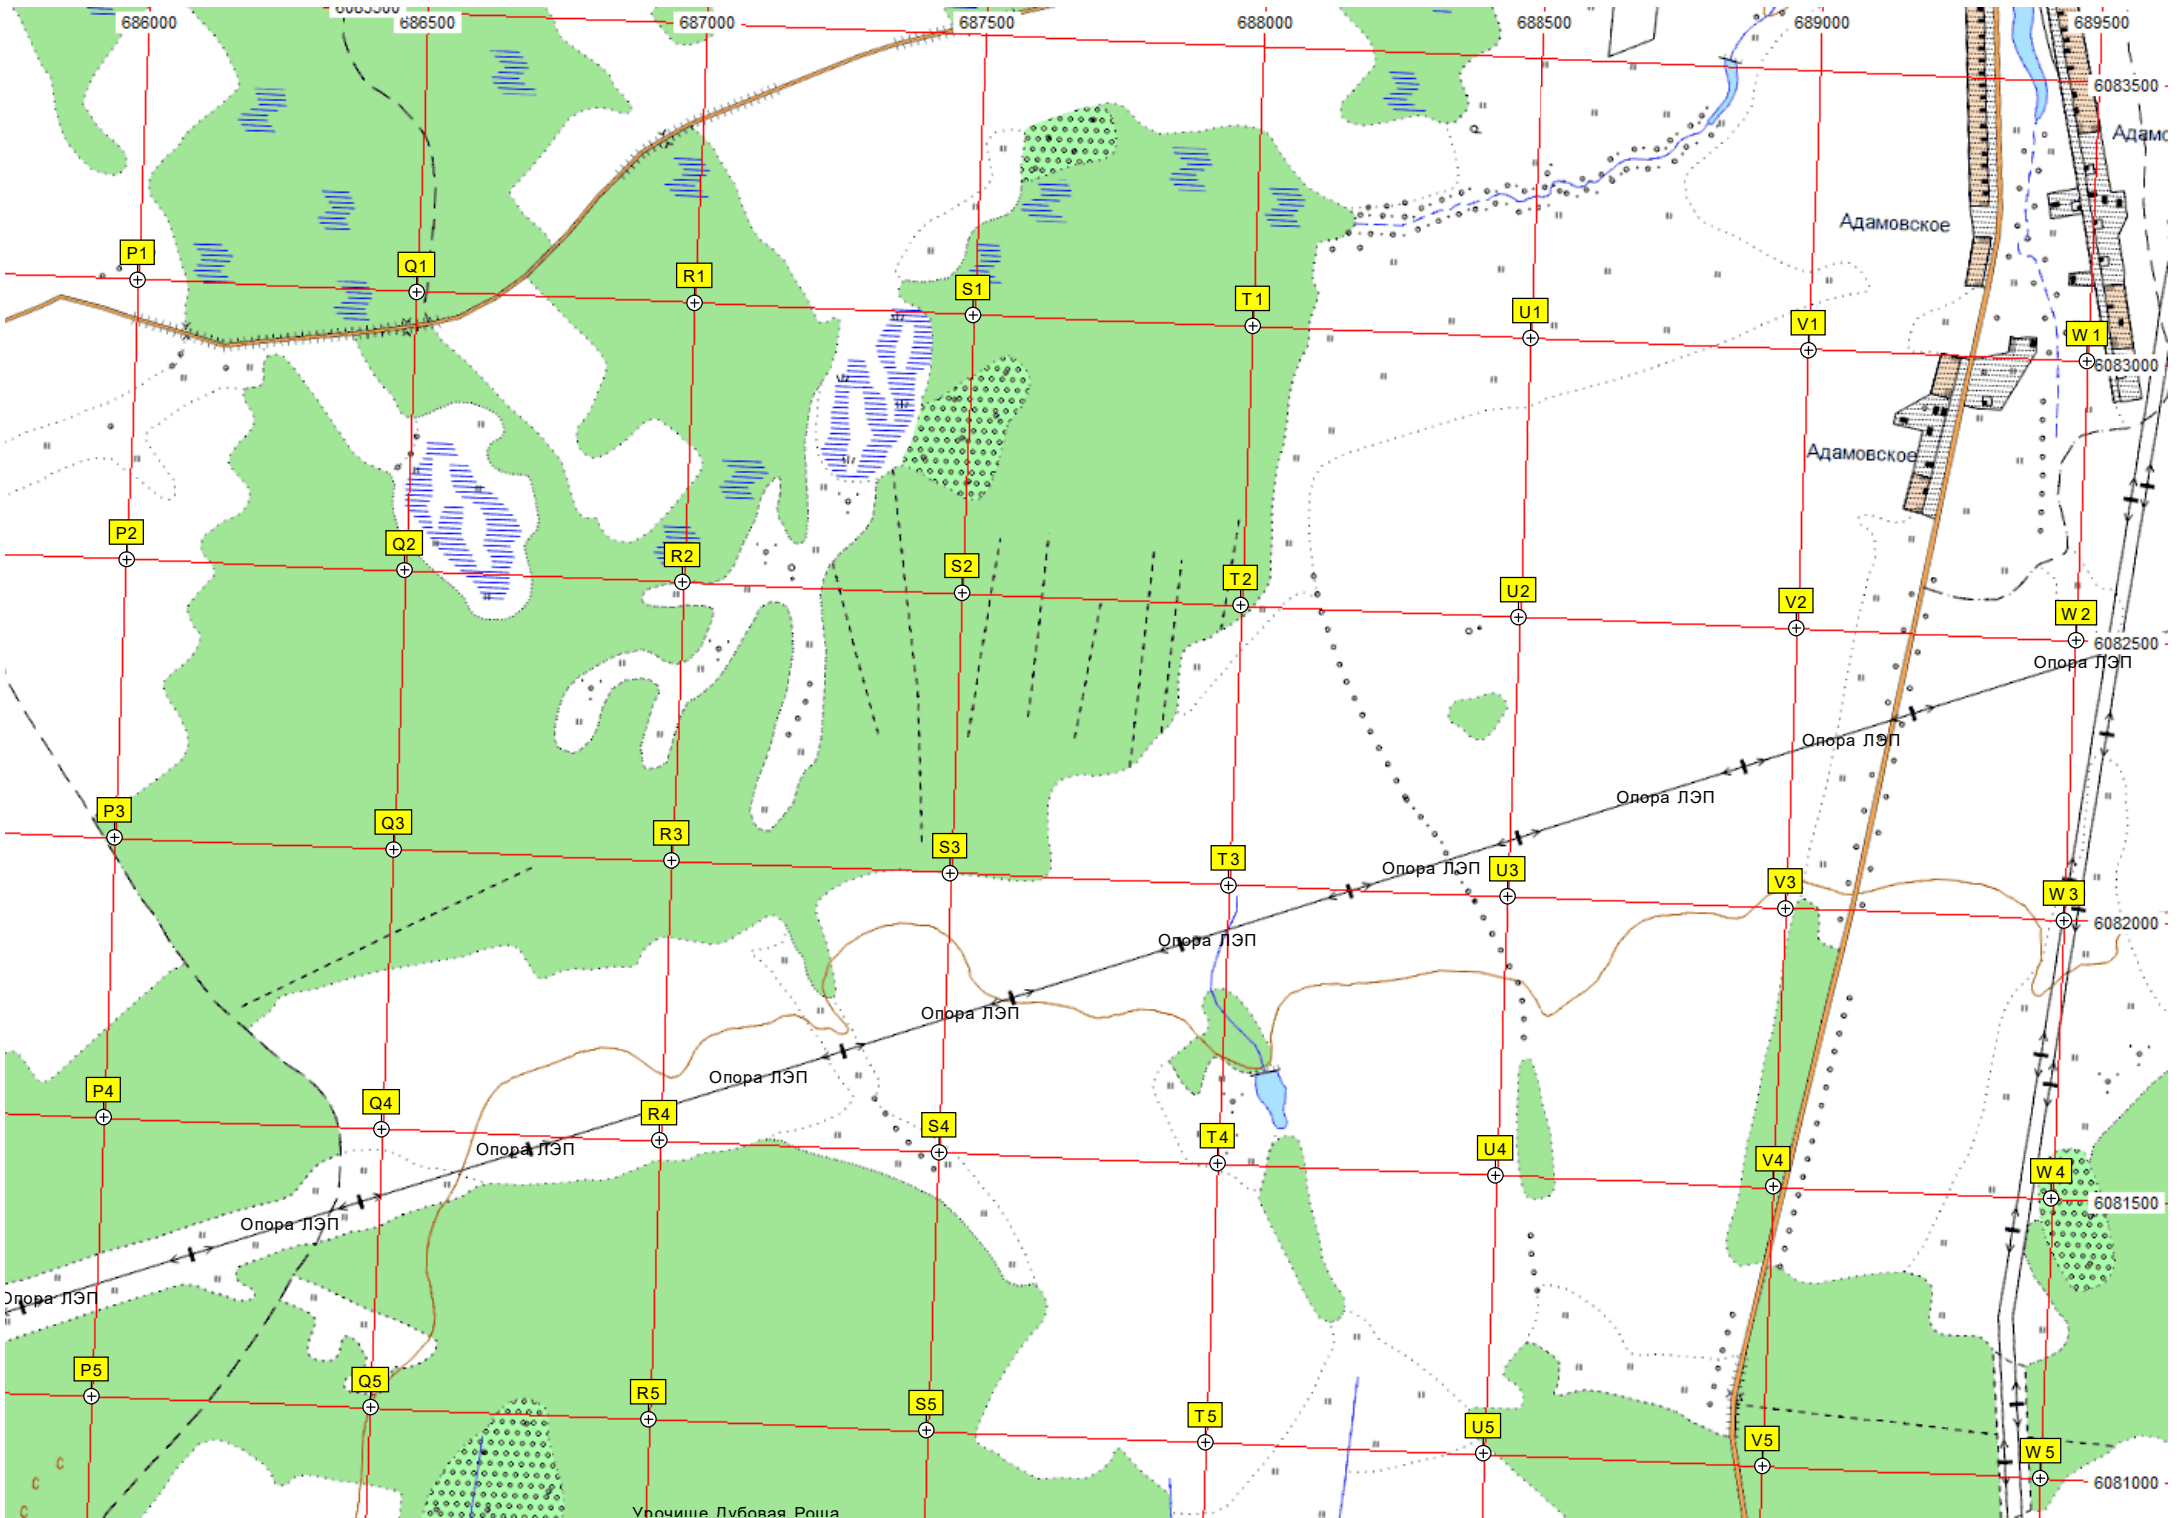 686000
6083500
686500
687000
687500
688000
688500
689000
689500
6083500
Адамо
Адамовское
P1
Q1
R1
S1
T1
U1
V1
W1
6083000
Адамовское
P2
Q2
R2
S2
T2
U2
V2
W2
6082500
Опора ЛЭП
Опора ЛЭП
Опора ЛЭП
P3
Q3
R3
S3
T3
Опора ЛЭП
U3
V3
W3
6082000
Опора ЛЭП
Опора ЛЭП
Опора ЛЭП
P4
Q4
R4
S4
T4
U4
V4
W4
Опора ЛЭП
6081500
Опора ЛЭП
Опора ЛЭП
P5
Q5
R5
S5
T5
U5
V5
W5
С
С
С
6081000
Урочище Дубовая Роща